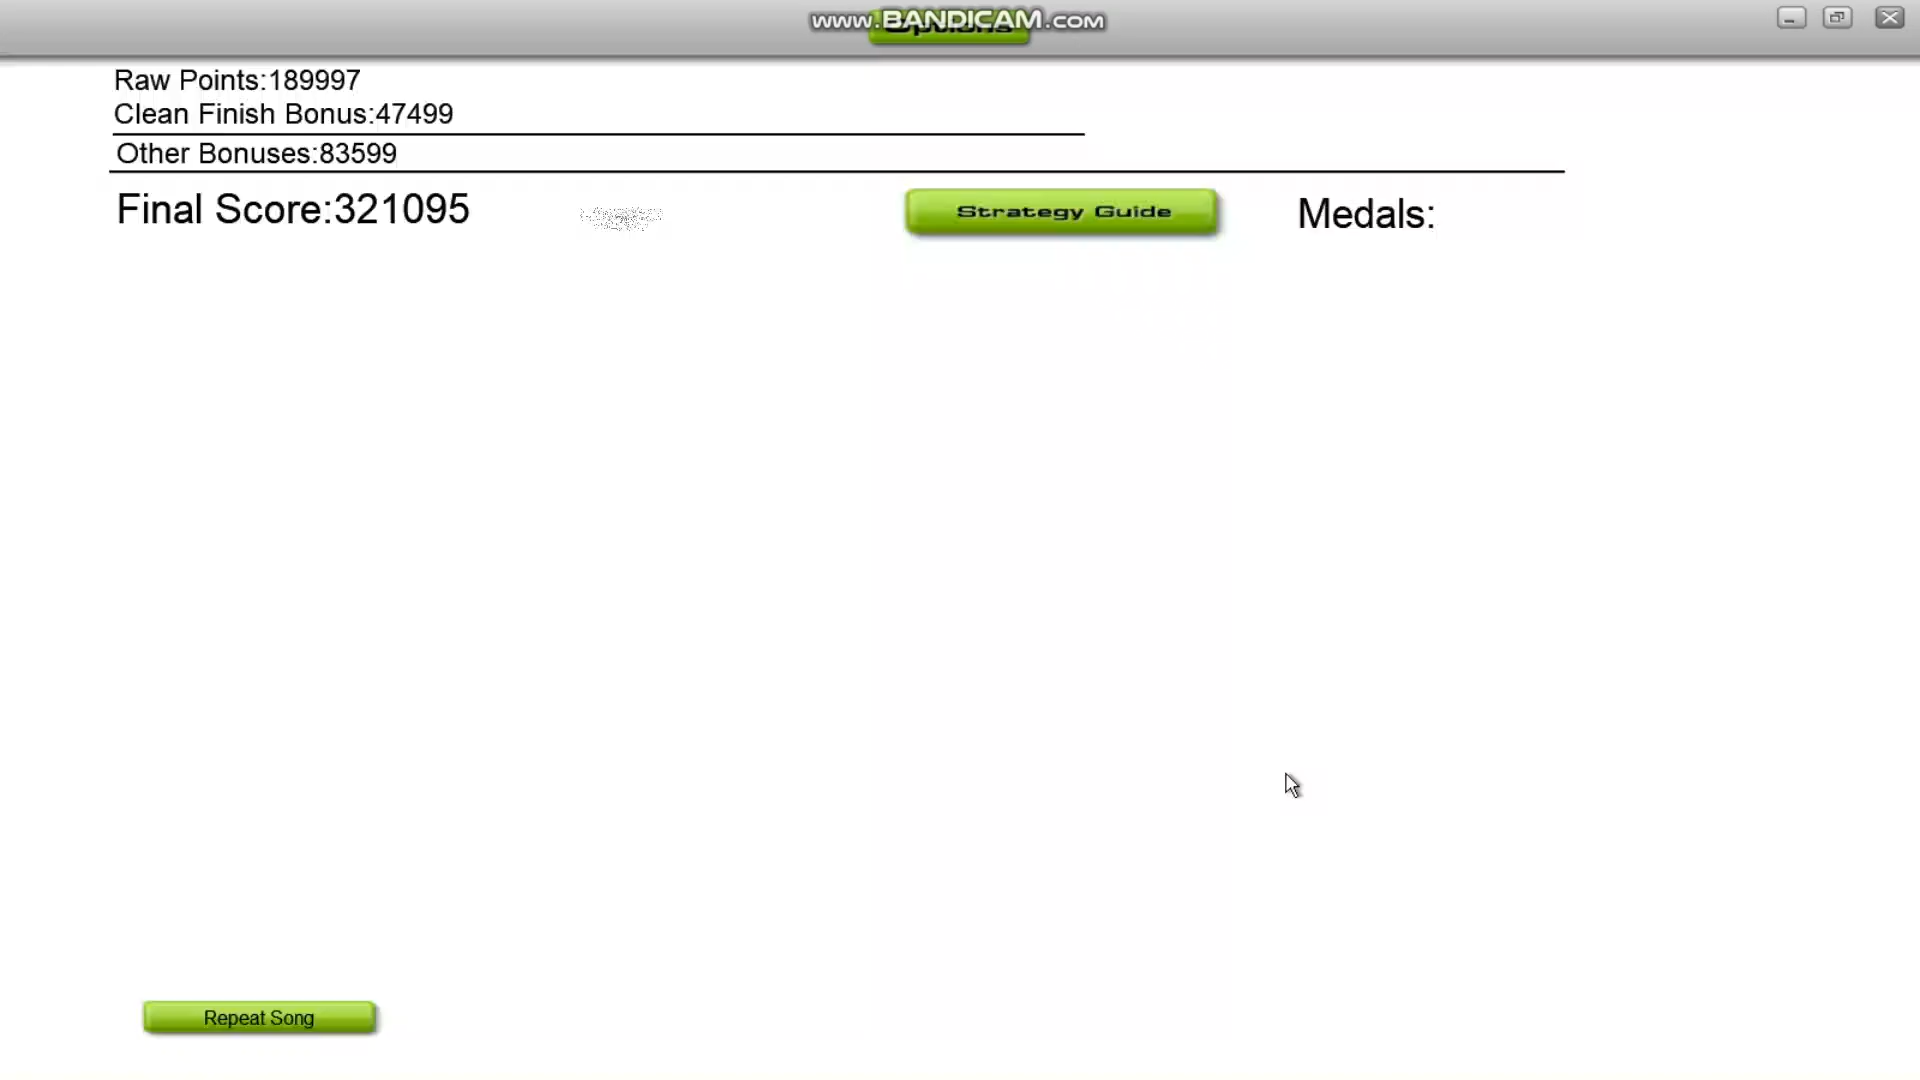 www.BANDICAM.com
Options
Raw Points:189997
Clean Finish Bonus:47499
Other Bonuses:83599
Final Score:321095
Strategy Guide
Medals:
Repeat Song